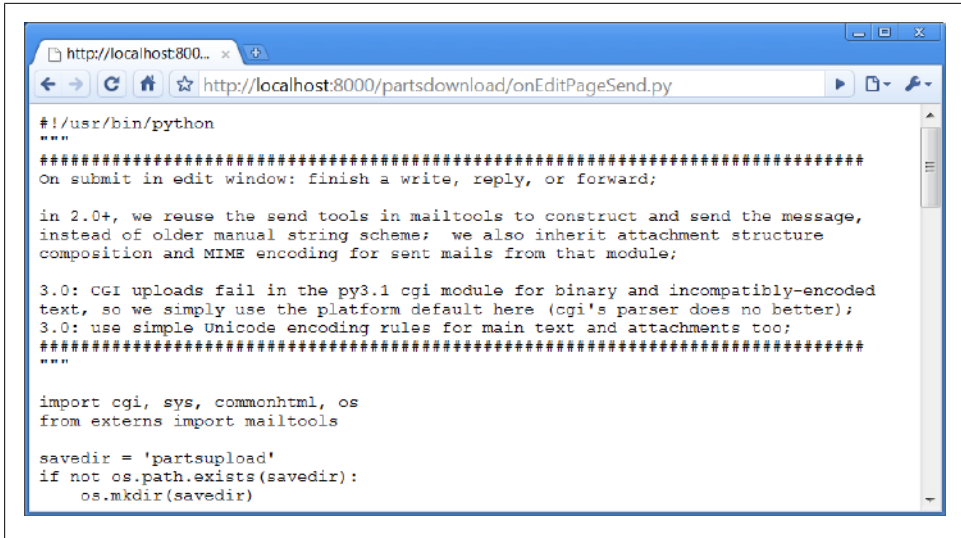 http://localhost:800...
http://localhost:8000/partsdownload/onEditPageSend.py
#!/usr/bin/python
"""
###############################################################################
On submit in edit window: finish a write, reply, or forward;
in 2.0+, we reuse the send tools in mailtools to construct and send the message,
instead of older manual string scheme;  we also inherit attachment structure
composition and MIME encoding for sent mails from that module;
3.0: CGI uploads fail in the py3.1 cgi module for binary and incompatibly-encoded
text, so we simply use the platform default here (cgi's parser does no better);
3.0: use simple Unicode encoding rules for main text and attachments too;
###############################################################################
"""
import cgi, sys, commonhtml, os
from externs import mailtools
savedir = 'partsupload'
if not os.path.exists(savedir):
    os.mkdir(savedir)